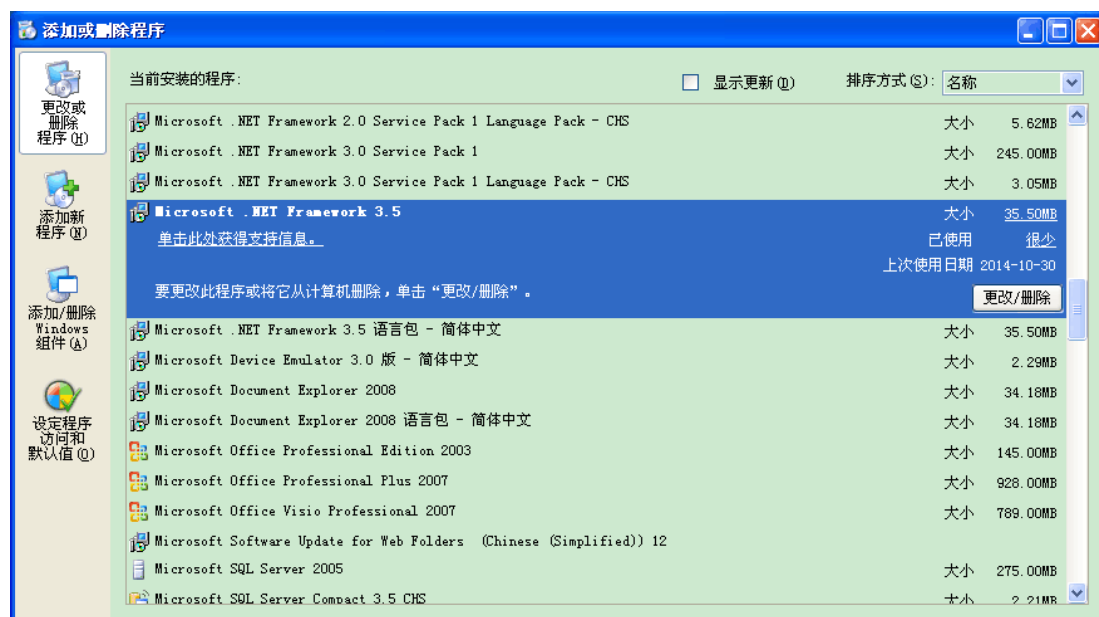 添加或删除程序
更改或
删除
程序(H)
添加新
程序(N)
添加/删除
Windows
组件(A)
设定程序
访问和
默认值(O)
当前安装的程序: 显示更新(D) 排序方式(S): 名称
Microsoft .NET Framework 2.0 Service Pack 1 Language Pack - CHS 大小 5.62MB
Microsoft .NET Framework 3.0 Service Pack 1 大小 245.00MB
Microsoft .NET Framework 3.0 Service Pack 1 Language Pack - CHS 大小 3.05MB
Microsoft .NET Framework 3.5 大小 35.50MB
单击此处获得支持信息。 已使用 很少
上次使用日期 2014-10-30
要更改此程序或将它从计算机删除，单击“更改/删除”。 更改/删除
Microsoft .NET Framework 3.5 语言包 - 简体中文 大小 35.50MB
Microsoft Device Emulator 3.0 版 - 简体中文 大小 2.29MB
Microsoft Document Explorer 2008 大小 34.18MB
Microsoft Document Explorer 2008 语言包 - 简体中文 大小 34.18MB
Microsoft Office Professional Edition 2003 大小 145.00MB
Microsoft Office Professional Plus 2007 大小 928.00MB
Microsoft Office Visio Professional 2007 大小 789.00MB
Microsoft Software Update for Web Folders （Chinese (Simplified)) 12
Microsoft SQL Server 2005 大小 275.00MB
Microsoft SQL Server Compact 3.5 CHS 大小 2.21MB